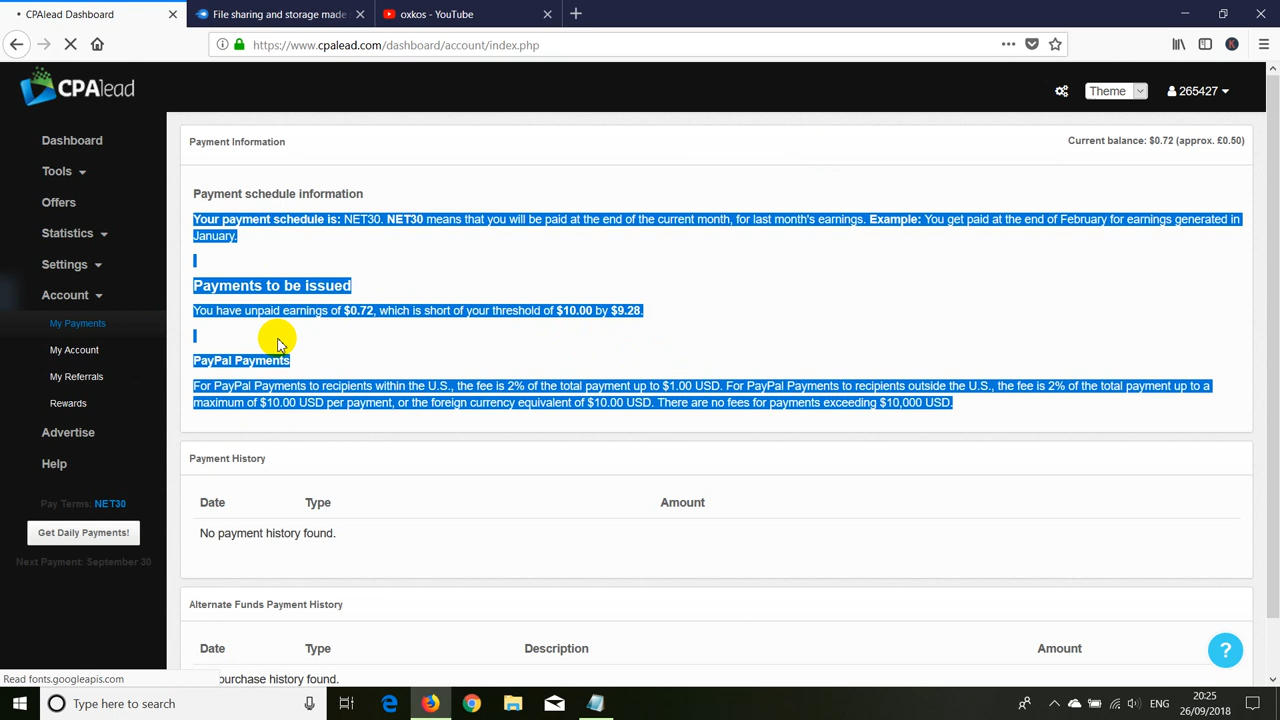 CPAlead Dashboard
File sharing and storage made
oxkos - YouTube
https://www.cpalead.com/dashboard/account/index.php
CPAlead
Theme
265427
Dashboard
Tools
Offers
Statistics
Settings
Account
My Payments
My Account
My Referrals
Rewards
Advertise
Help
Pay Terms: NET30
Get Daily Payments!
Next Payment: September 30
Payment Information
Current balance: $0.72 (approx. £0.50)
Payment schedule information
Your payment schedule is: NET30. NET30 means that you will be paid at the end of the current month, for last month's earnings. Example: You get paid at the end of February for earnings generated in
January.
Payments to be issued
You have unpaid earnings of $0.72, which is short of your threshold of $10.00 by $9.28.
PayPal Payments
For PayPal Payments to recipients within the U.S., the fee is 2% of the total payment up to $1.00 USD. For PayPal Payments to recipients outside the U.S., the fee is 2% of the total payment up to a
maximum of $10.00 USD per payment, or the foreign currency equivalent of $10.00 USD. There are no fees for payments exceeding $10,000 USD.
Payment History
Date Type Amount
No payment history found.
Alternate Funds Payment History
Date Type Description Amount
purchase history found.
?
Read fonts.googleapis.com
Type here to search
ENG
20:25
26/09/2018